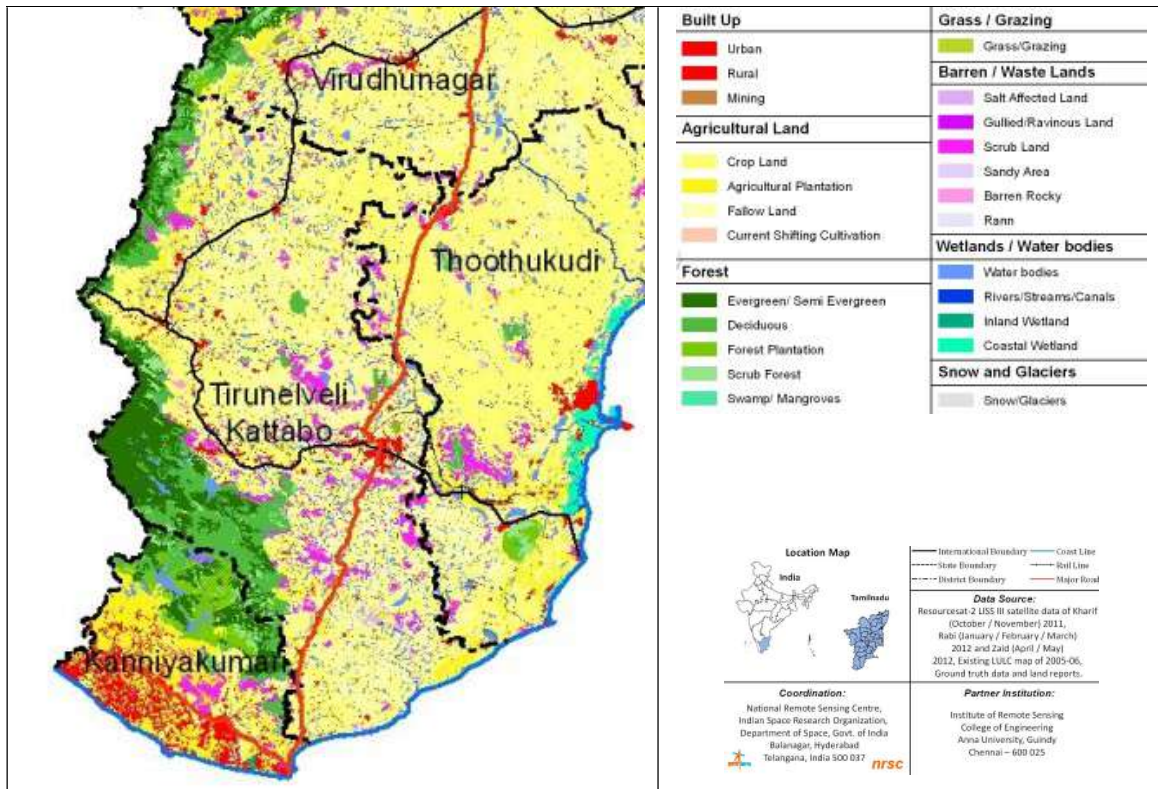 Virudhunagar
Thoothukudi
Tirunelveli
Kattabo
Kanniyakumari
Built Up
Urban
Rural
Mining
Agricultural Land
Crop Land
Agricultural Plantation
Fallow Land
Current Shifting Cultivation
Forest
Evergreen/ Semi Evergreen
Deciduous
Forest Plantation
Scrub Forest
Swamp/ Mangroves
Grass / Grazing
Grass/Grazing
Barren / Waste Lands
Salt Affected Land
Gullied/Ravinous Land
Scrub Land
Sandy Area
Barren Rocky
Rann
Wetlands / Water bodies
Water bodies
Rivers/Streams/Canals
Inland Wetland
Coastal Wetland
Snow and Glaciers
Snow/Glaciers
Location Map
India
Tamilnadu
International Boundary
Coast Line
State Boundary
Rail Line
District Boundary
Major Road
Data Source:
Resourcesat-2 LISS III satellite data of Kharif
(October / November) 2011,
Rabi (January / February / March)
2012 and Zaid (April / May)
2012, Existing LULC map of 2005-06,
Ground truth data and land reports.
Coordination:
National Remote Sensing Centre,
Indian Space Research Organization,
Department of Space, Govt. of India
Balanagar, Hyderabad
Telangana, India 500 037
nrsc
Partner Institution:
Institute of Remote Sensing
College of Engineering
Anna University, Guindy
Chennai – 600 025